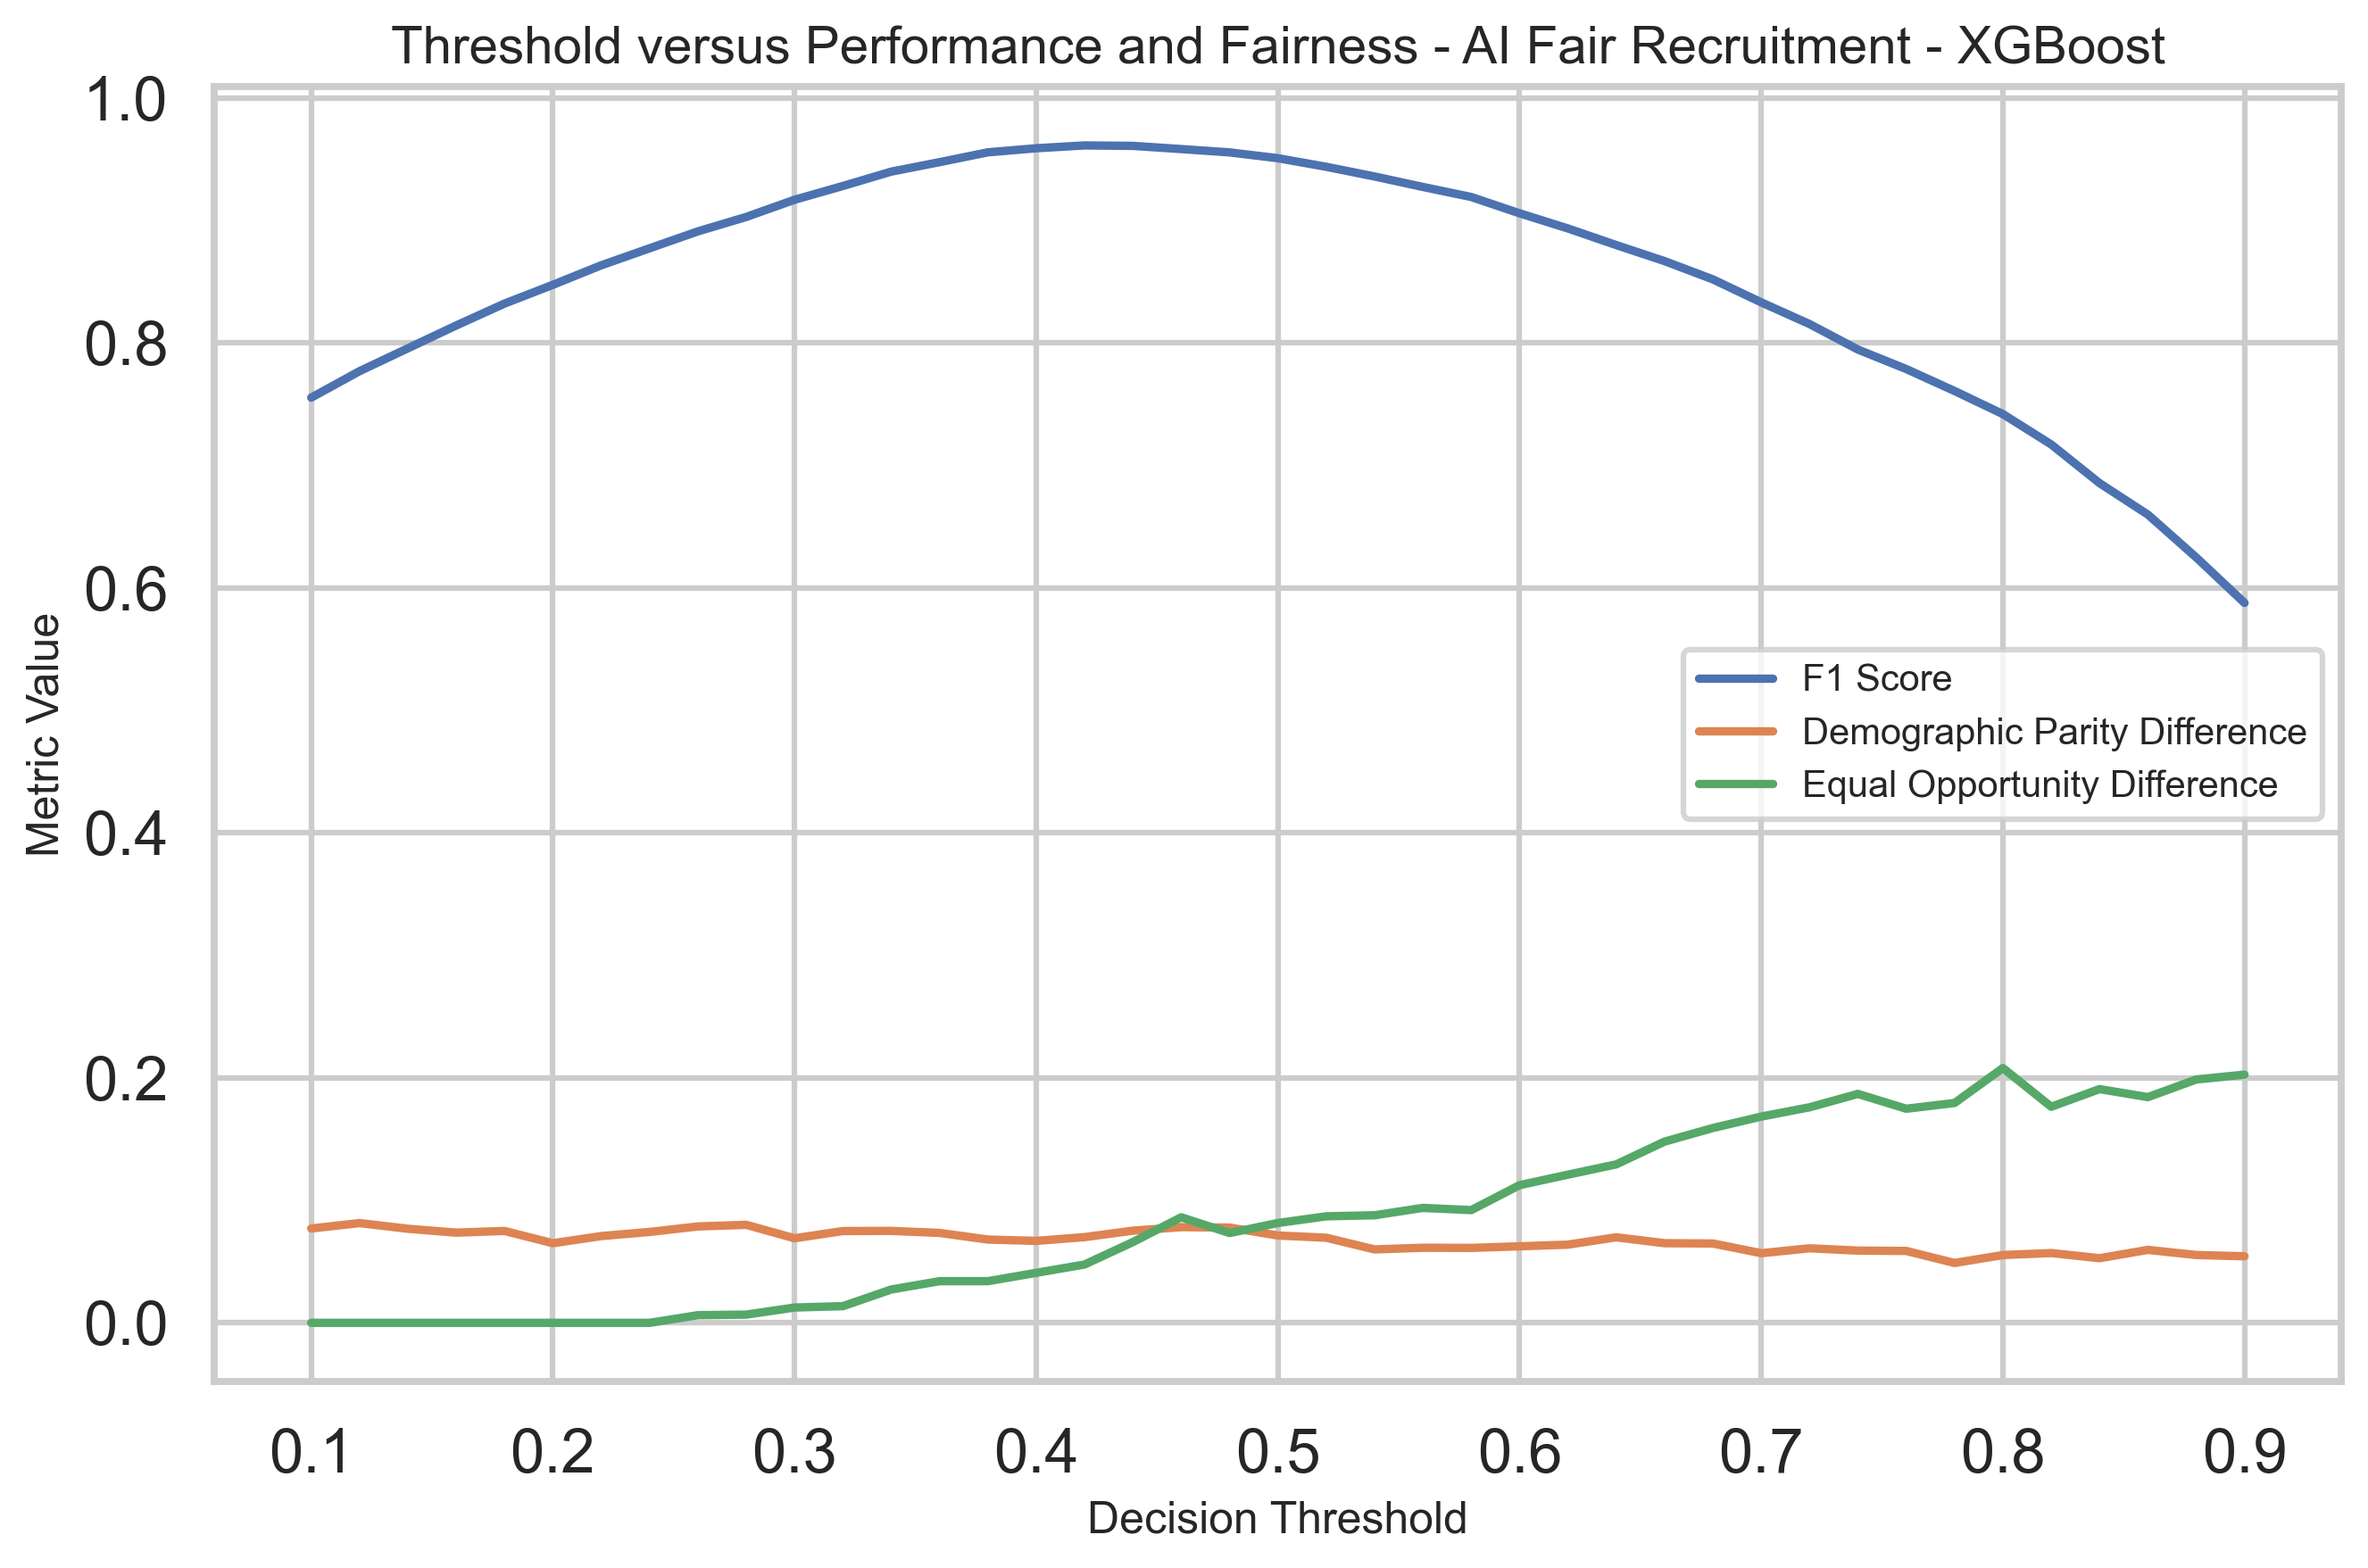 Threshold versus Performance and Fairness - AI Fair Recruitment - XGBoost
1.0
0.8
0.6
0.4
0.2
0.0
Metric Value
F1 Score
Demographic Parity Difference
Equal Opportunity Difference
0.1 0.2 0.3 0.4 0.5 0.6 0.7 0.8 0.9
Decision Threshold